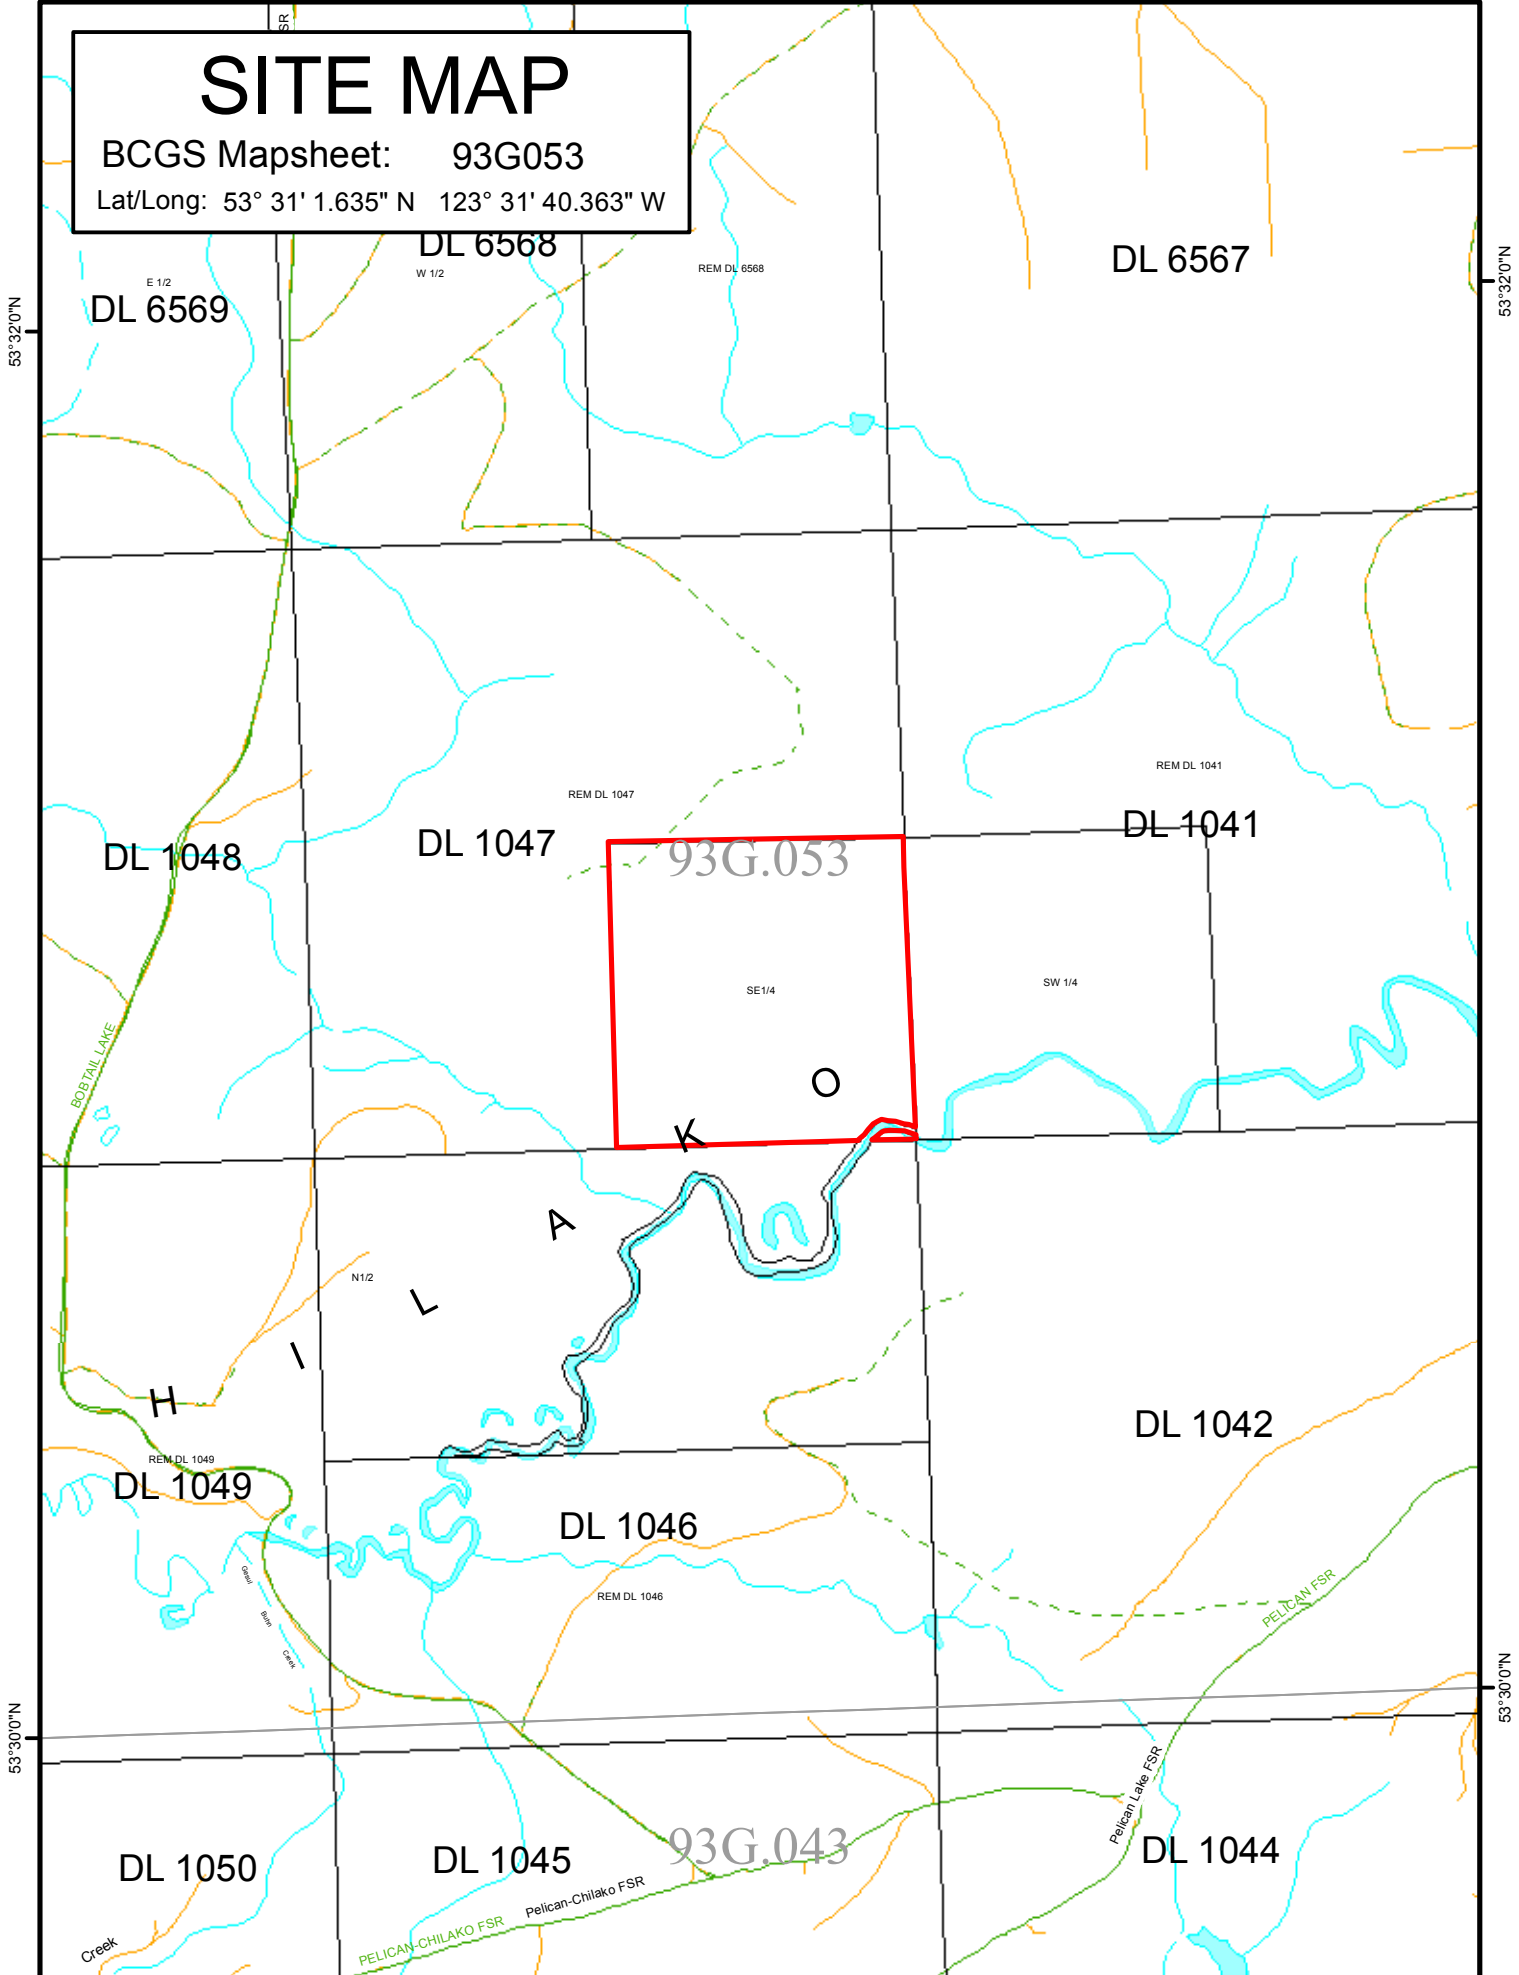 SR
SITE MAP
BCGS Mapsheet: 93G053
Lat/Long: 53° 31' 1.635" N 123° 31' 40.363" W
DL 6568
W 1/2
REM DL 6568
DL 6567
E 1/2
DL 6569
53°32'0"N
53°32'0"N
REM DL 1041
REM DL 1047
DL 1041
DL 1047
DL 1048
93G.053
SE1/4
SW 1/4
BOBTAIL LAKE
O
K
A
L
I
H
N1/2
DL 1042
REM DL 1049
DL 1049
DL 1046
REM DL 1046
Buhn
Creek
PELICAN FSR
53°30'0"N
53°30'0"N
Pelican Lake FSR
93G.043
DL 1044
DL 1045
DL 1050
Pelican-Chilako FSR
PELICAN-CHILAKO FSR
Creek